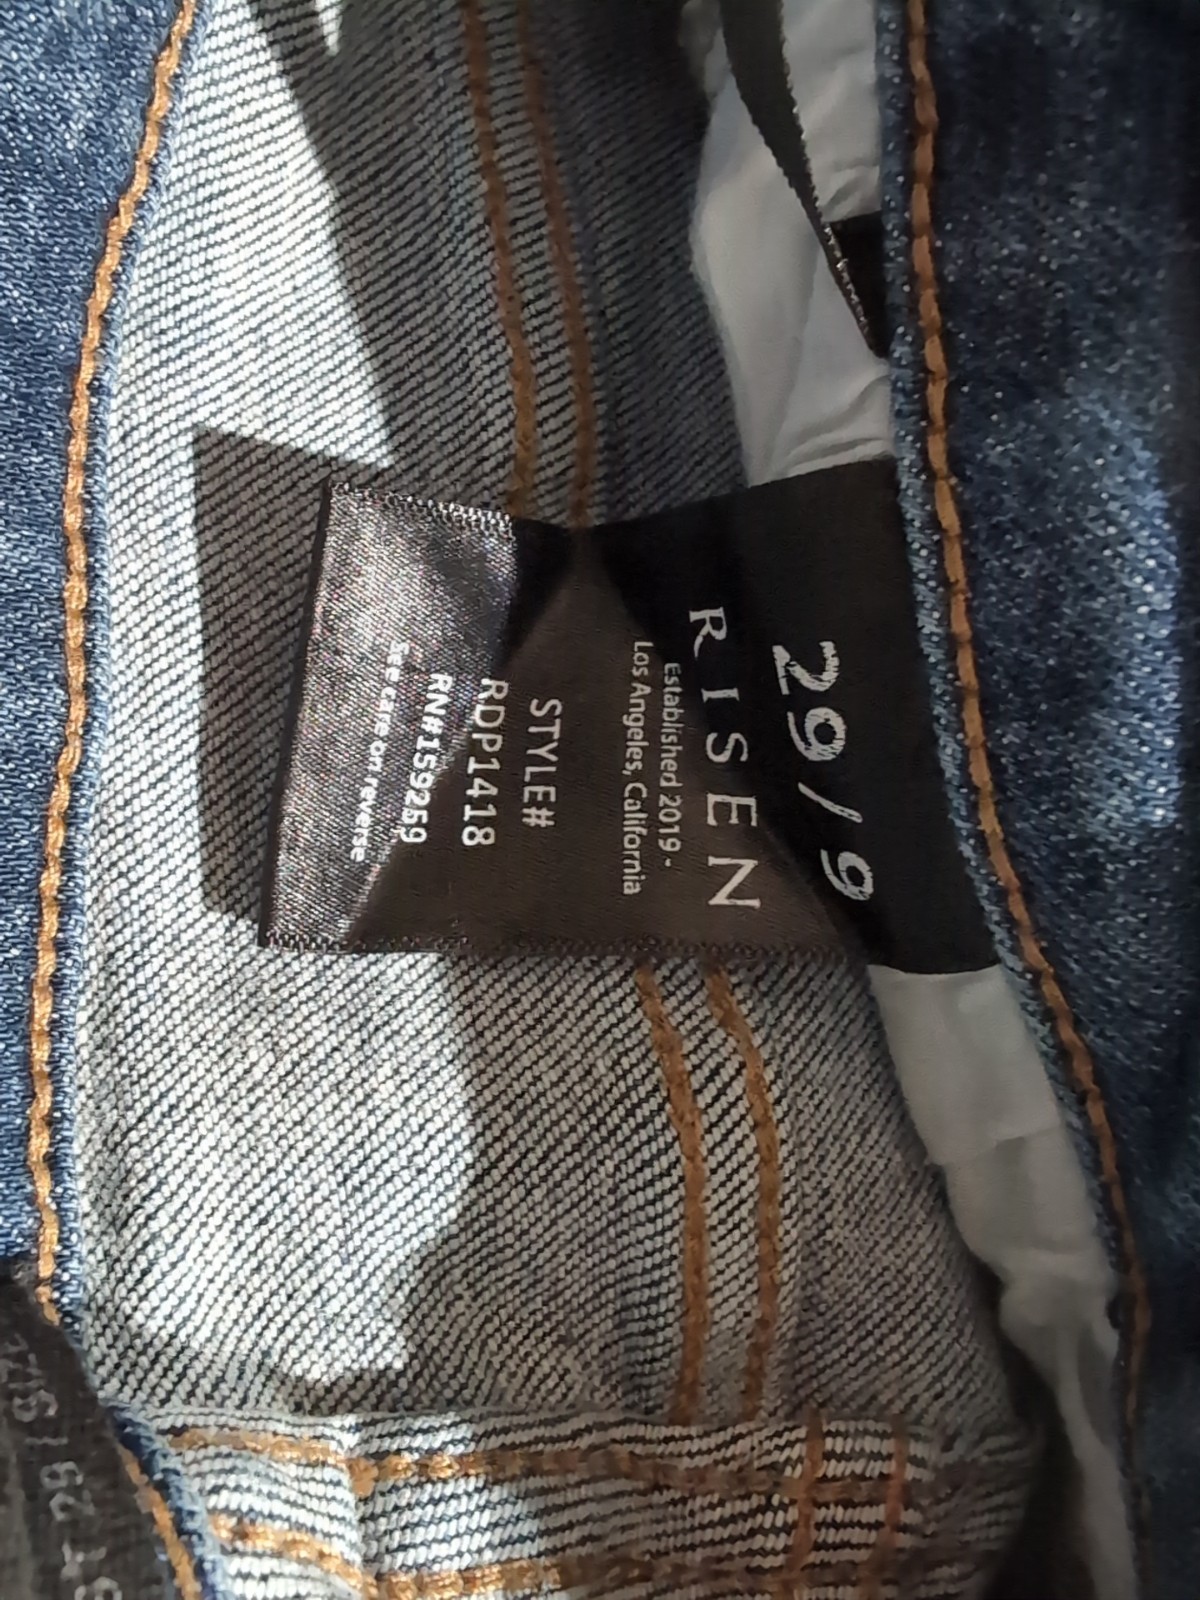 29/9
RISEN
Established 2019 -
Los Angeles, California
STYLE#
RDP1418
RN#159259
See care on reverse